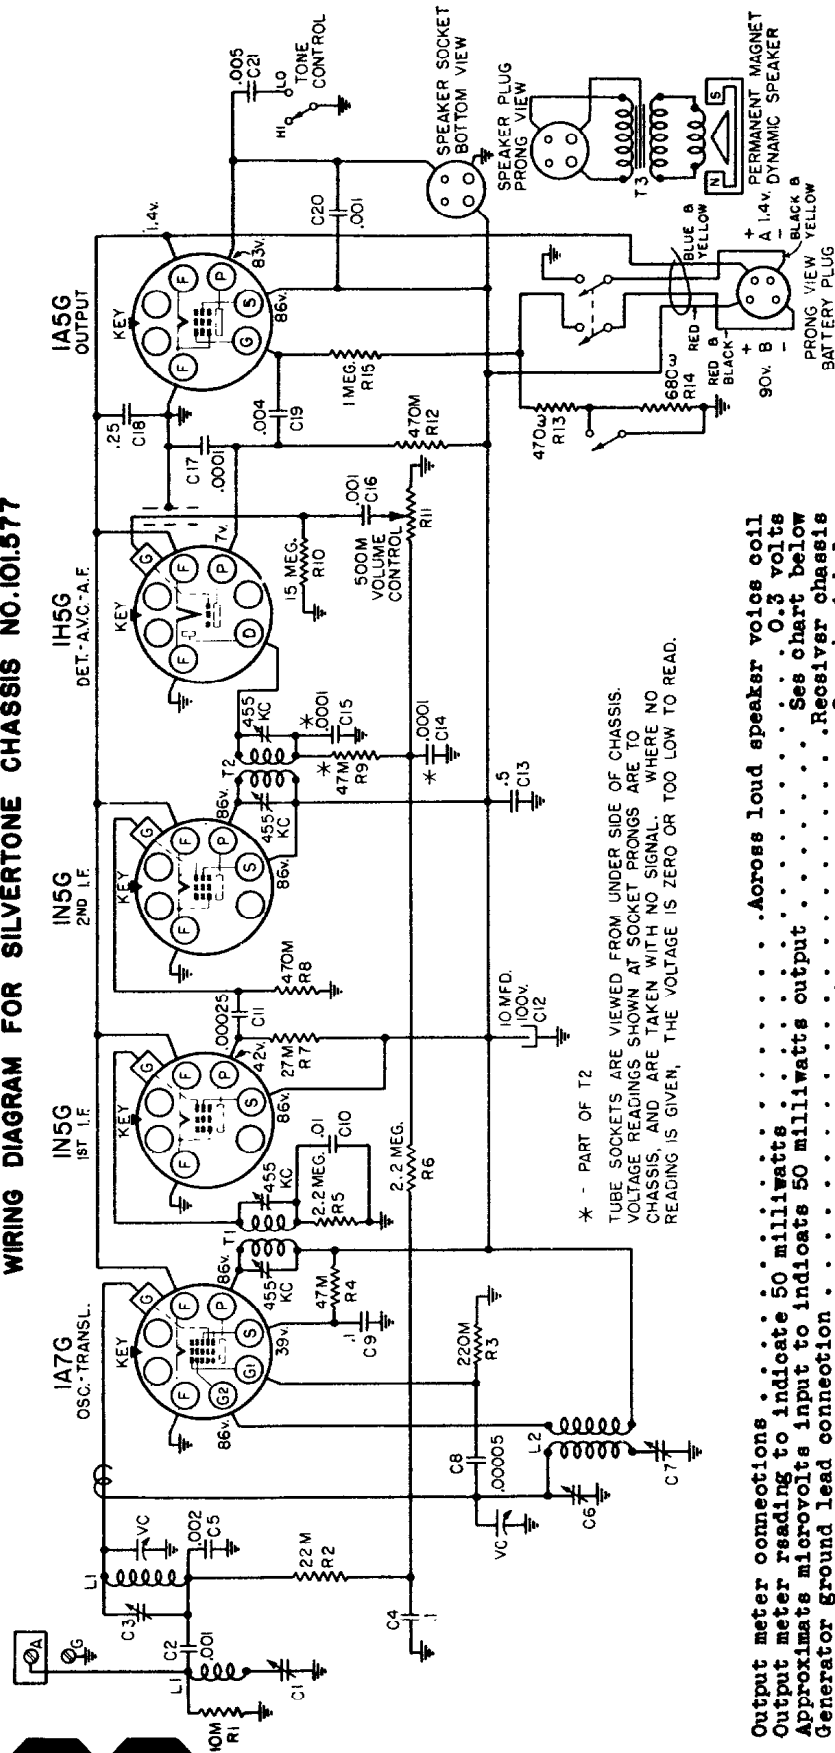 WIRING DIAGRAM FOR SILVERTONE CHASSIS NO. 101.577
A
G
L1
10M
R1
C1
C2
.001
C3
L1
VC
.002
C5
22M
R2
C4
.1
1A7G
OSC.-TRANSL.
KEY
F
G
F
P
S
G1
G2
86v.
39v.
86v.
T1
455
KC
455
KC
47M
R4
.1
C9
2.2 MEG.
R5
.01
C10
220M
R3
C8
.00005
VC
C6
L2
C7
1N5G
1ST I.F.
KEY
F
G
F
P
S
86v.
42v.
.00025
C11
27M
R7
470M
R8
2.2 MEG.
R6
10 MFD.
100v.
C12
1N5G
2ND I.F.
KEY
F
G
F
P
S
86v.
86v.
T2
455
KC
455
KC
*
.0001
C15
*
47M
R9
*
.0001
C14
.5
C13
1H5G
DET.-A.V.C.-A.F.
KEY
F
G
F
P
D
7v.
15 MEG.
R10
.001
C16
500M
VOLUME
CONTROL
R11
.25
C18
C17
.0001
.004
C19
470M
R12
1A5G
OUTPUT
KEY
F
F
P
S
G
1.4v.
83v.
86v.
1 MEG.
R15
C20
.001
.005
C21
LO
HI
TONE
CONTROL
SPEAKER SOCKET
BOTTOM VIEW
SPEAKER PLUG
PRONG VIEW
T3
N
S
PERMANENT MAGNET
DYNAMIC SPEAKER
470ω
R13
680ω
R14
RED
RED &
BLACK
BLUE &
YELLOW
BLACK &
YELLOW
+
90v. B
-
+
A 1.4v.
-
PRONG VIEW
BATTERY PLUG
* - PART OF T2
TUBE SOCKETS ARE VIEWED FROM UNDER SIDE OF CHASSIS.
VOLTAGE READINGS SHOWN AT SOCKET PRONGS ARE TO
CHASSIS, AND ARE TAKEN WITH NO SIGNAL. WHERE NO
READING IS GIVEN, THE VOLTAGE IS ZERO OR TOO LOW TO READ.
Output meter connections . . . . . . . . . . . . . Across loud speaker voice coil
Output meter reading to indicate 50 milliwatts . . . . . . . . . . . 0.3 volts
Approximate microvolts input to indicate 50 milliwatts output . . . . See chart below
Generator ground lead connection . . . . . . . . . . . . . . . Receiver chassis